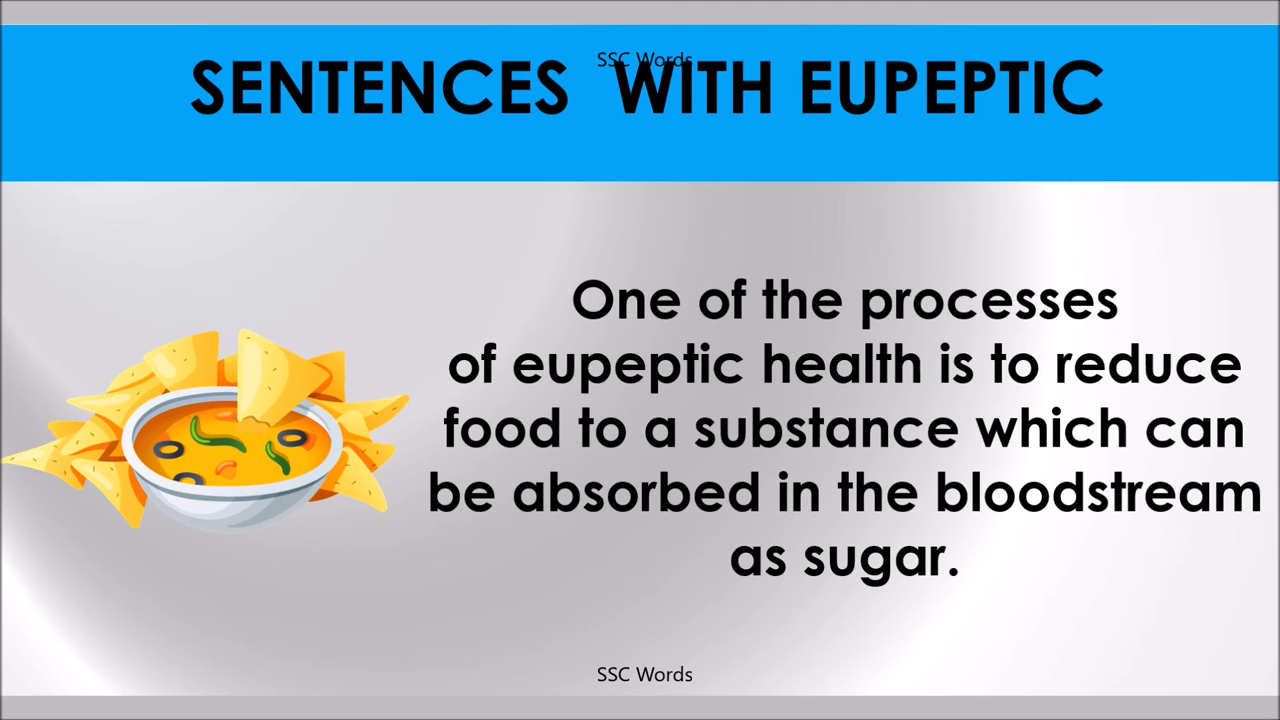 SSC Words
SENTENCES WITH EUPEPTIC
One of the processes
of eupeptic health is to reduce
food to a substance which can
be absorbed in the bloodstream
as sugar.
SSC Words